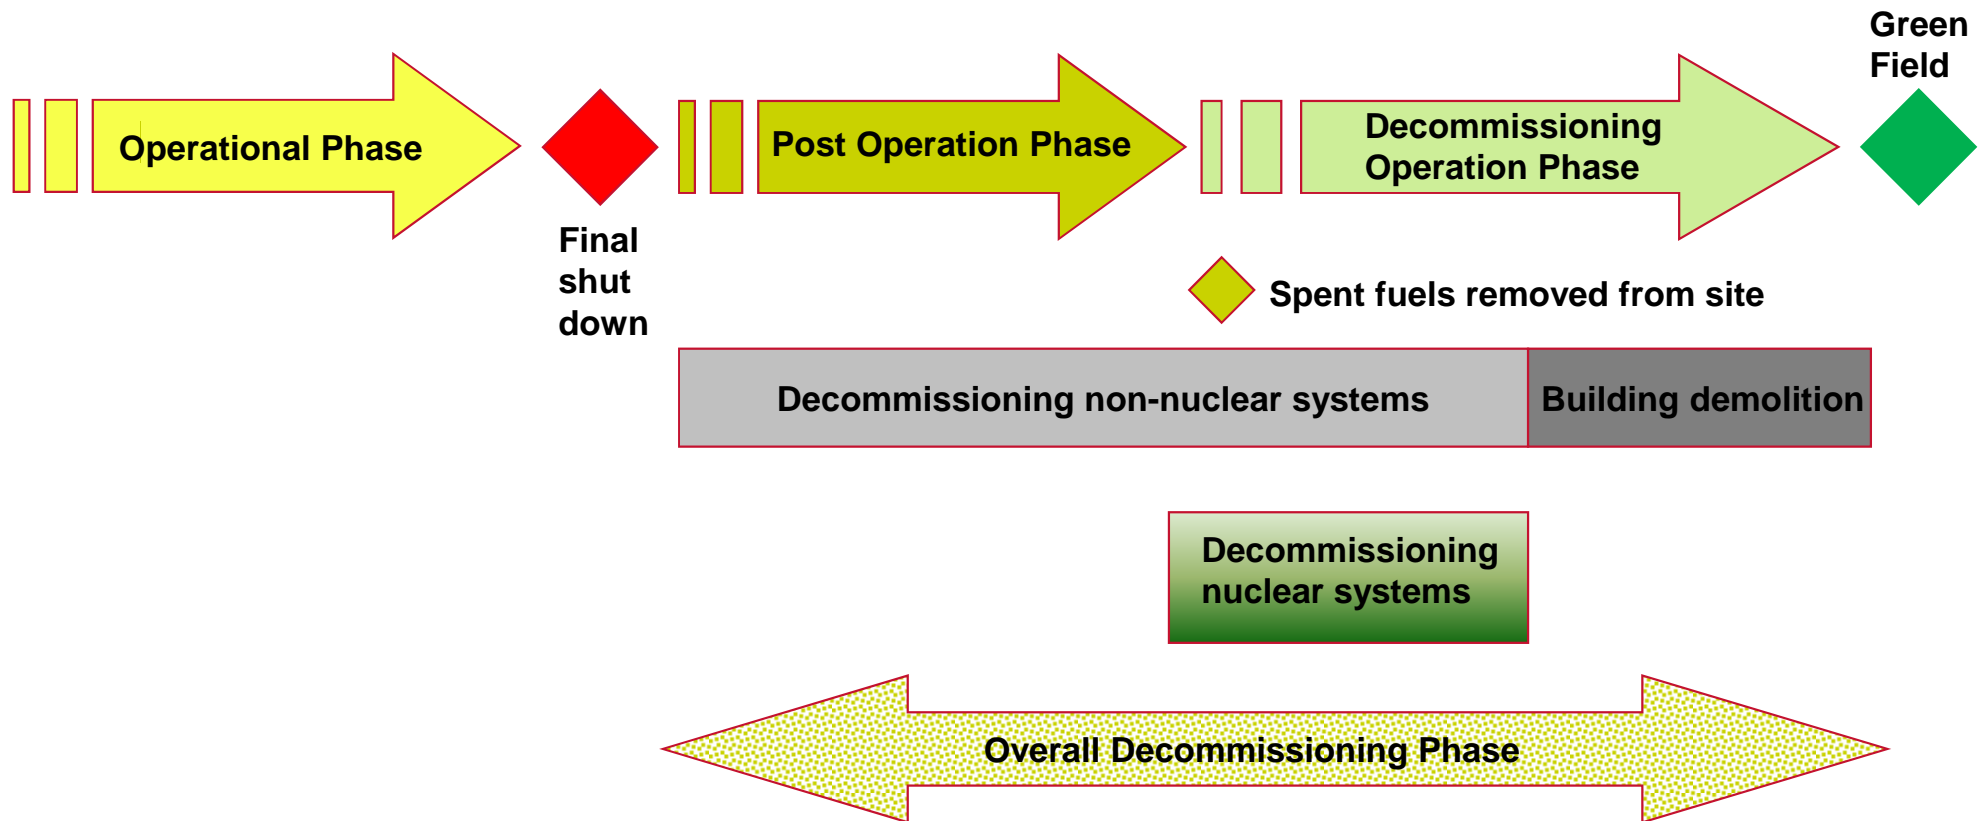 Green
Field
Operational Phase
Post Operation Phase
Decommissioning
Operation Phase
Final
shut
down
Spent fuels removed from site
Decommissioning non-nuclear systems
Building demolition
Decommissioning
nuclear systems
Overall Decommissioning Phase